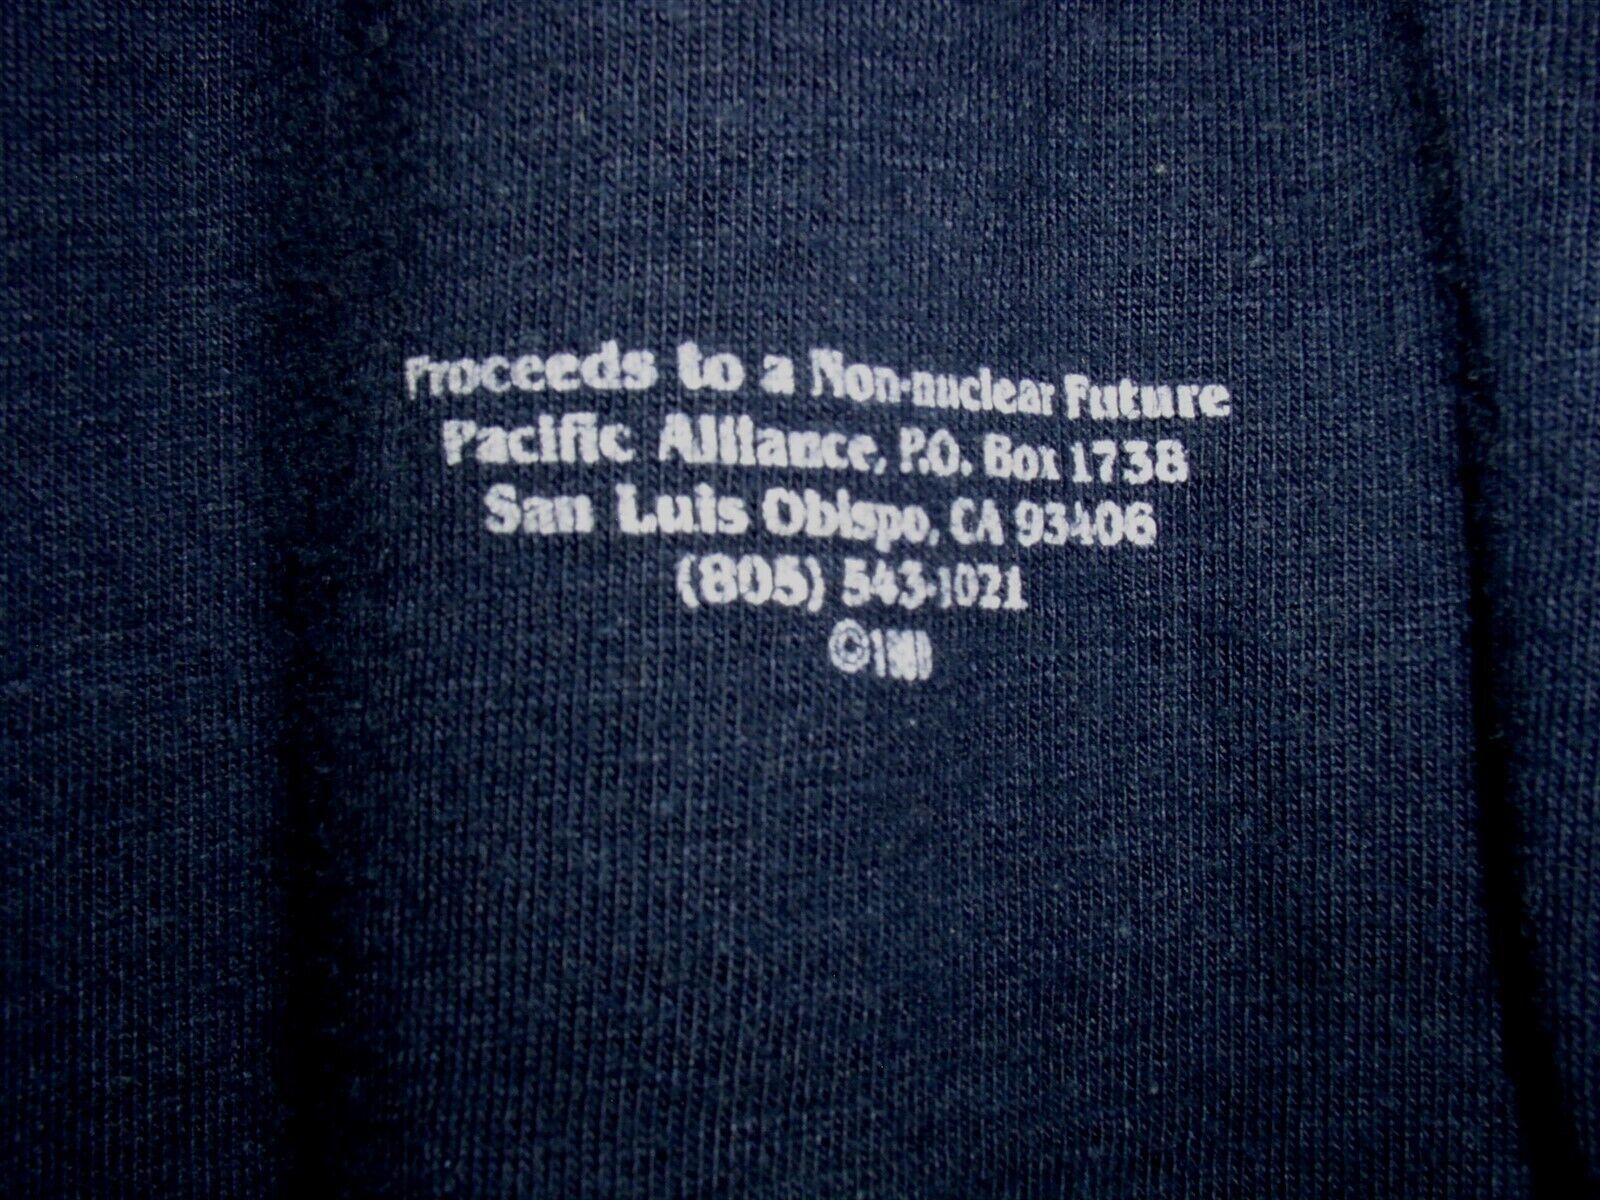 Proceeds to a Non-nuclear Future
Pacific Alliance, P.O. Box 1738
San Luis Obispo, CA 93406
(805) 543-1021
©